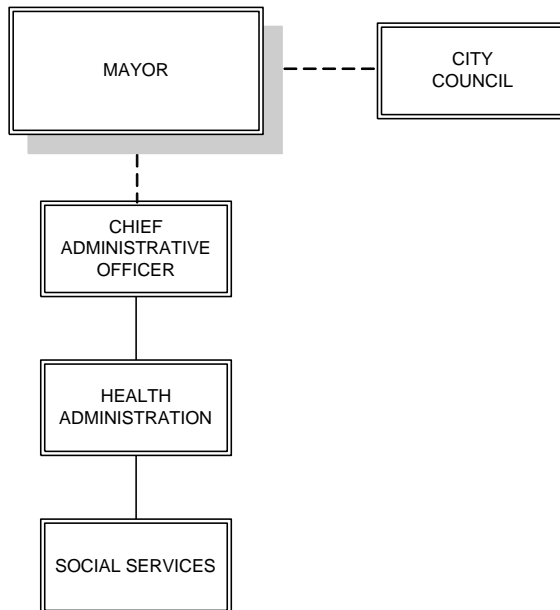 MAYOR
CITY
COUNCIL
CHIEF
ADMINISTRATIVE
OFFICER
HEALTH
ADMINISTRATION
SOCIAL SERVICES